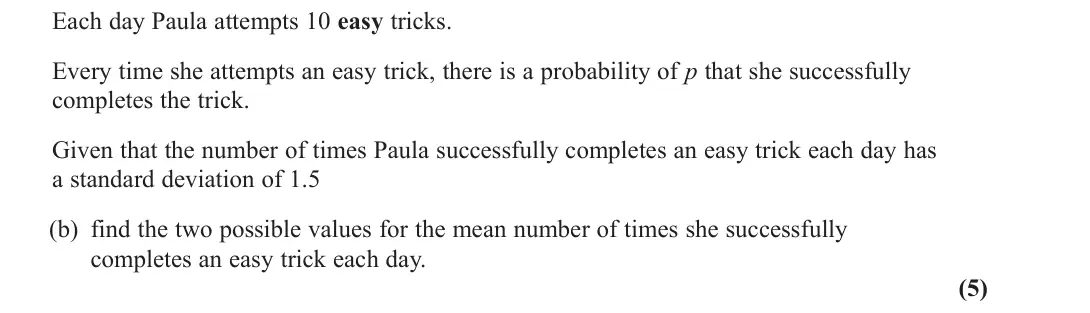 Each day Paula attempts 10 easy tricks.
Every time she attempts an easy trick, there is a probability of p that she successfully
completes the trick.
Given that the number of times Paula successfully completes an easy trick each day has
a standard deviation of 1.5
(b) find the two possible values for the mean number of times she successfully
completes an easy trick each day.
(5)